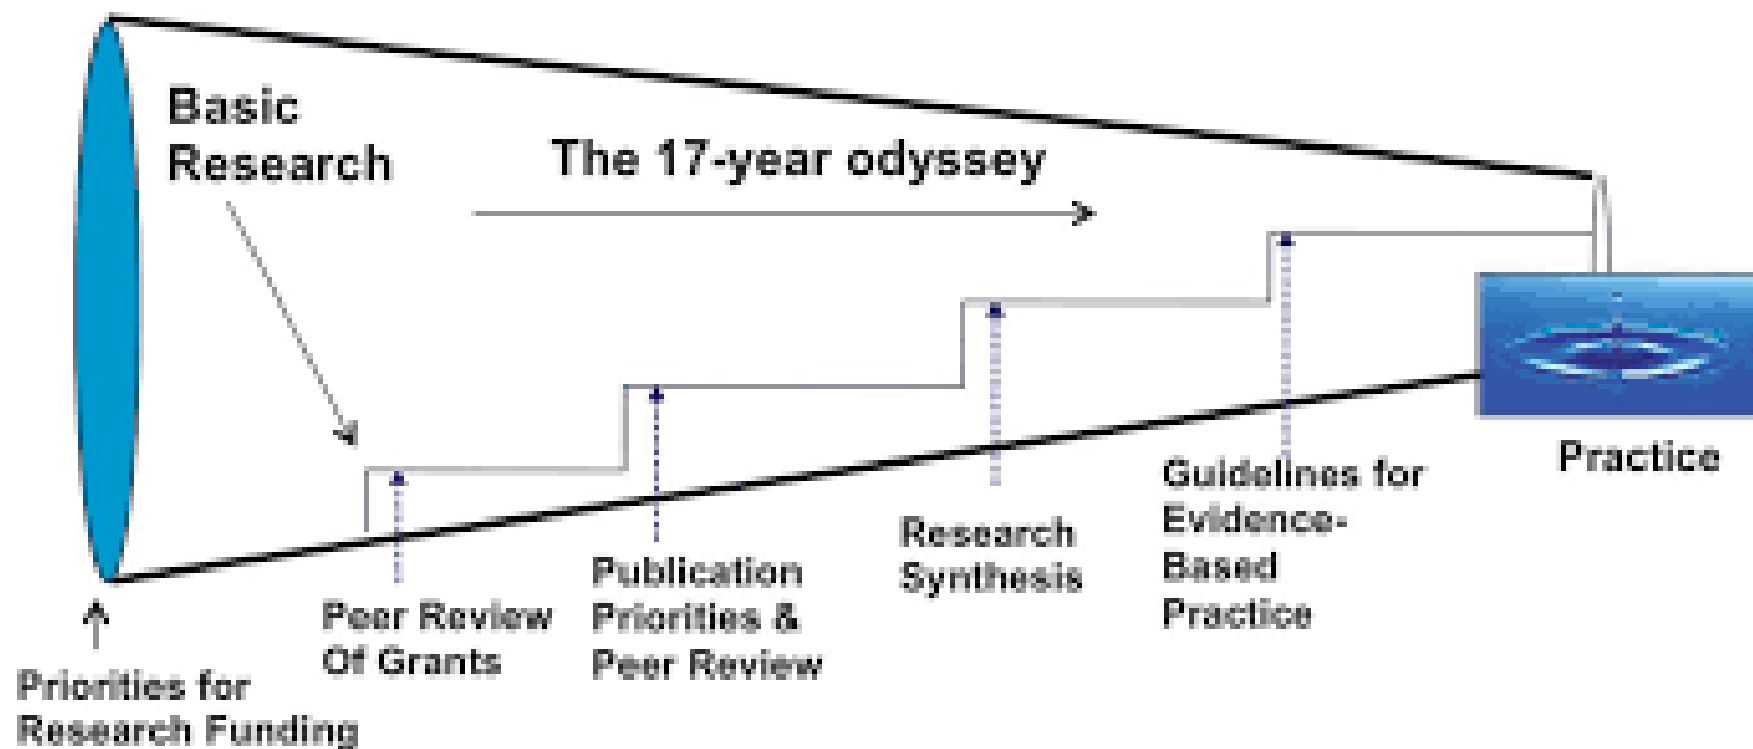 Basic
Research
The 17-year odyssey
Priorities for
Research Funding
Peer Review
Of Grants
Publication
Priorities &
Peer Review
Research
Synthesis
Guidelines for
Evidence-
Based
Practice
Practice